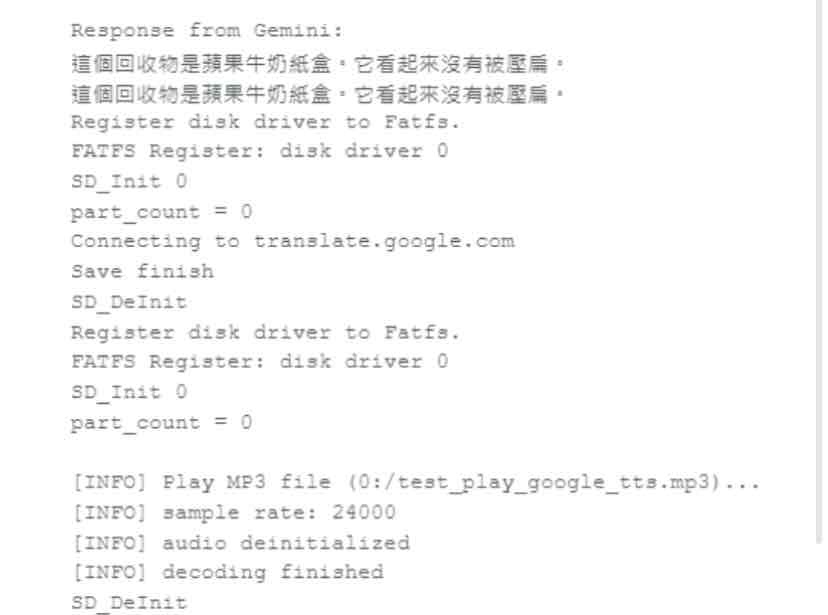 Response from Gemini:
這個回收物是蘋果牛奶紙盒。它看起來沒有被壓扁。
這個回收物是蘋果牛奶紙盒。它看起來沒有被壓扁。
Register disk driver to Fatfs.
FATFS Register: disk driver 0
SD_Init 0
part_count = 0
Connecting to translate.google.com
Save finish
SD_DeInit
Register disk driver to Fatfs.
FATFS Register: disk driver 0
SD_Init 0
part_count = 0
[INFO] Play MP3 file (0:/test_play_google_tts.mp3)...
[INFO] sample rate: 24000
[INFO] audio deinitialized
[INFO] decoding finished
SD_DeInit